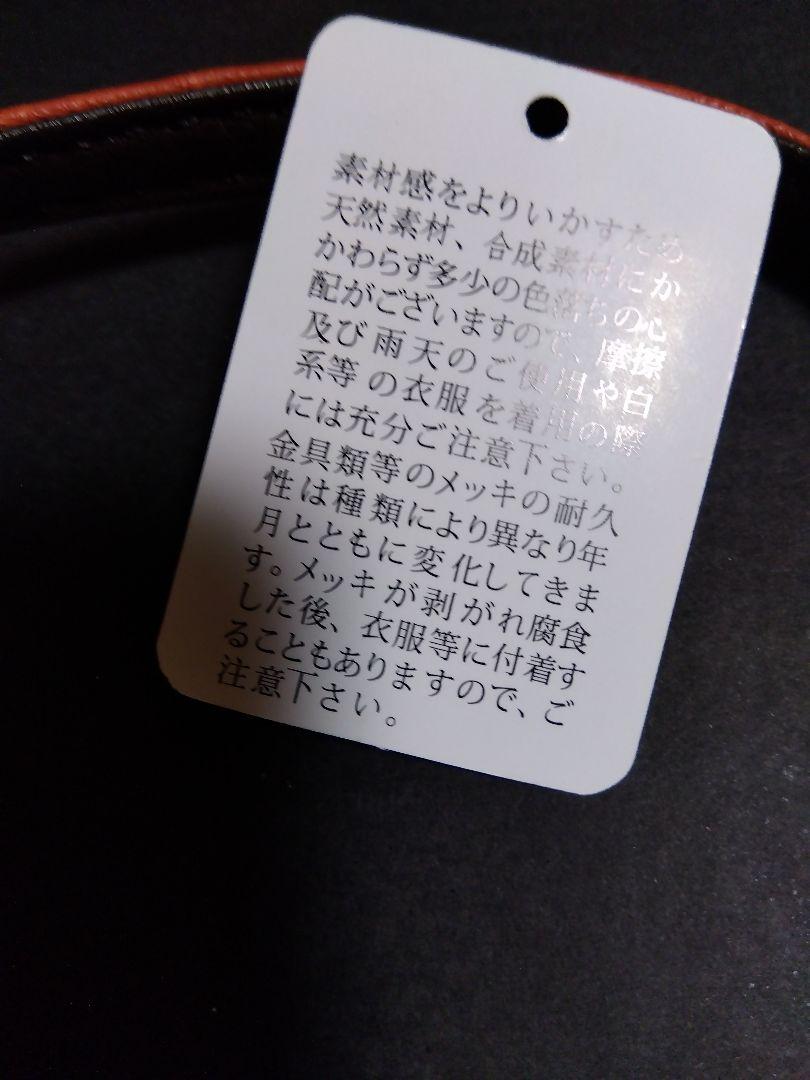 素材感をよりいかすため
天然素材、合成素材にか
かわらず多少の色落ちの心
配がございますので、摩擦
及び雨天のご使用や白
系等の衣服を着用の際
には充分ご注意下さい。
金具類等のメッキの耐久
性は種類により異なり年
月とともに変化してきま
す。メッキが剥がれ腐食
した後、衣服等に付着す
ることもありますので、ご
注意下さい。